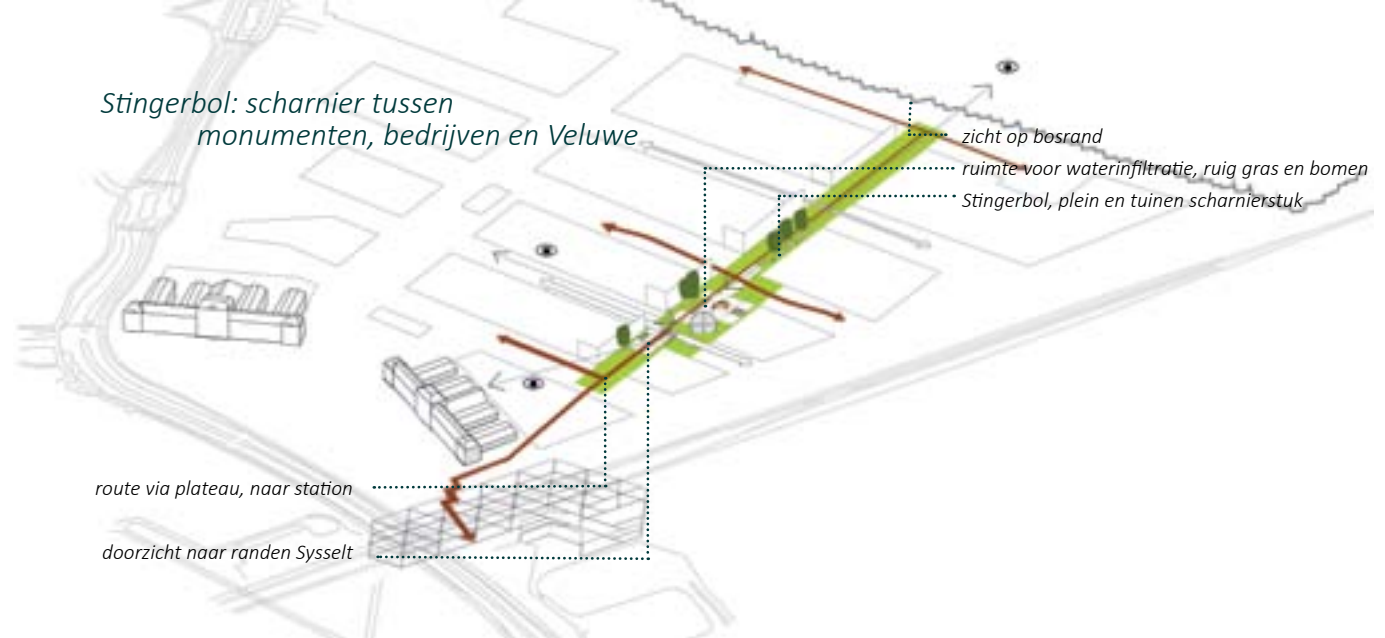 Stingerbol: scharnier tussen
monumenten, bedrijven en Veluwe
zicht op bosrand
ruimte voor waterinfiltratie, ruig gras en bomen
Stingerbol, plein en tuinen scharnierstuk
route via plateau, naar station
doorzicht naar randen Sysselt